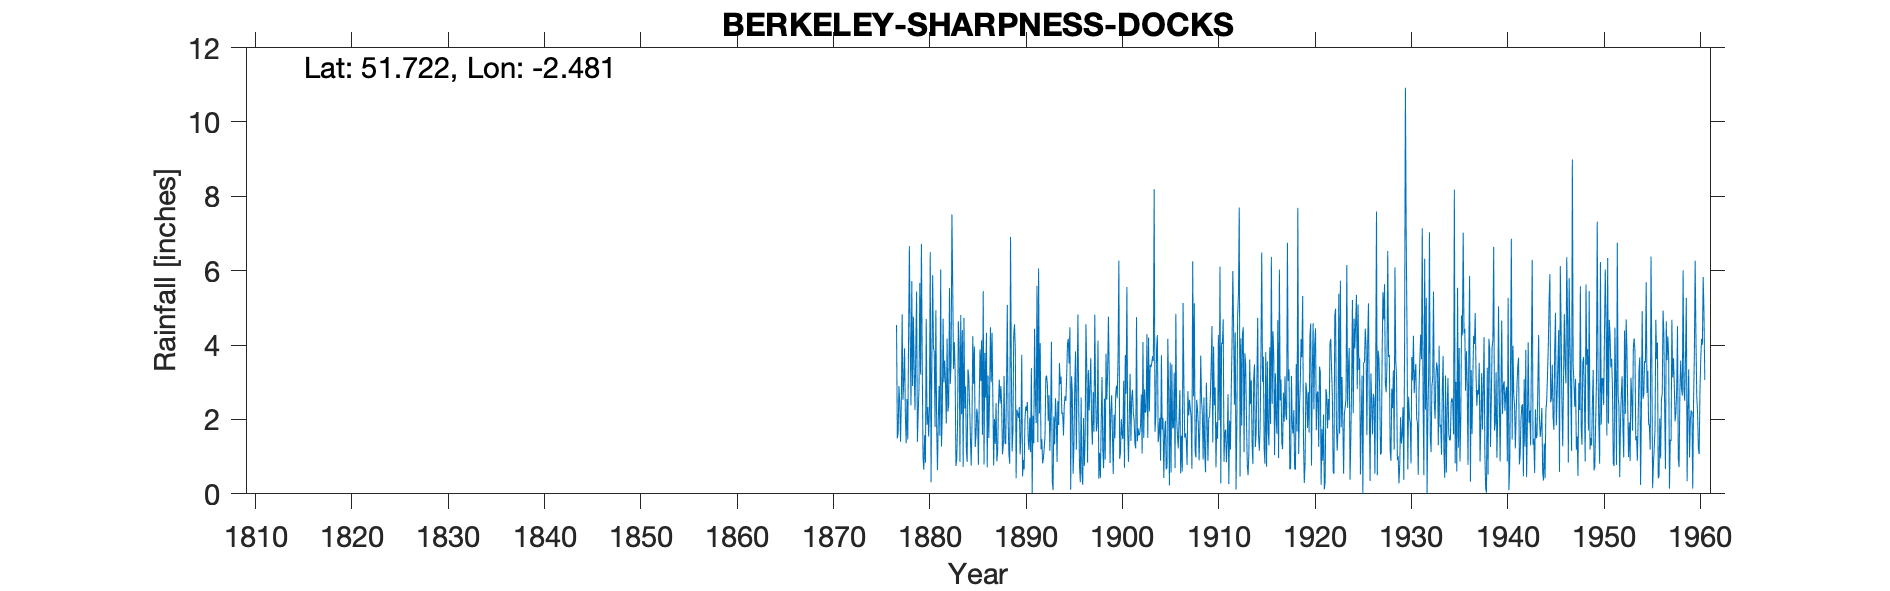 BERKELEY-SHARPNESS-DOCKS
Lat: 51.722, Lon: -2.481
12
10
8
6
4
2
0
Rainfall [inches]
1810 1820 1830 1840 1850 1860 1870 1880 1890 1900 1910 1920 1930 1940 1950 1960
Year